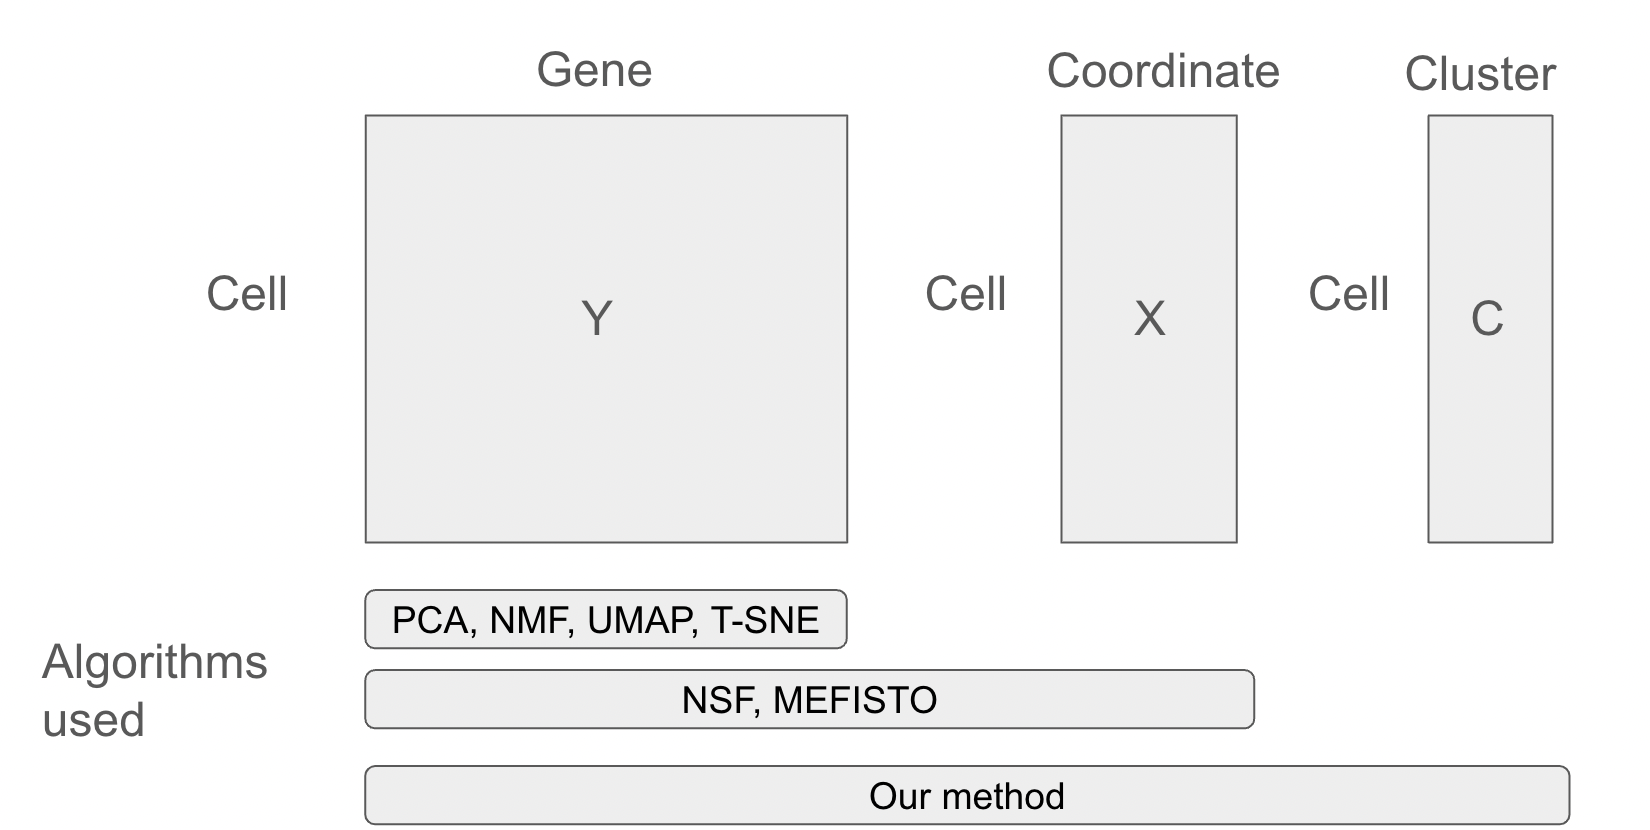 Gene
Coordinate
Cluster
Cell
Y
Cell
X
Cell
C
PCA, NMF, UMAP, T-SNE
Algorithms
used
NSF, MEFISTO
Our method